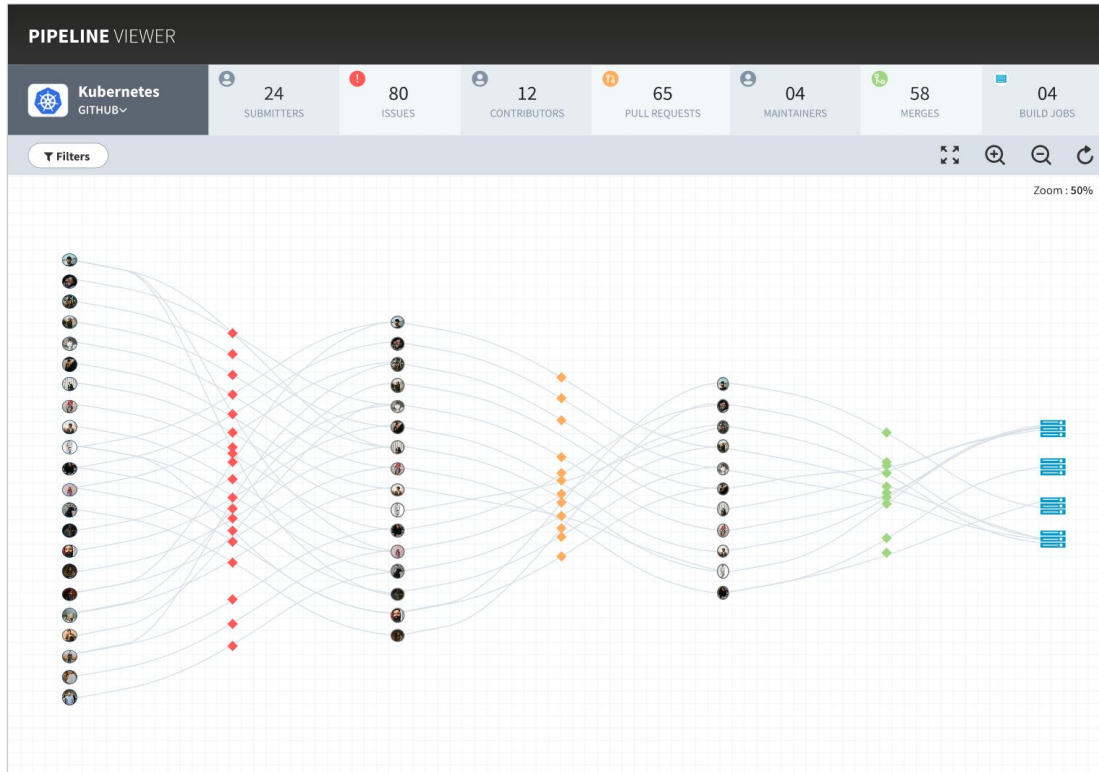 PIPELINE VIEWER
Kubernetes
GITHUB
24
SUBMITTERS
80
ISSUES
12
CONTRIBUTORS
65
PULL REQUESTS
04
MAINTAINERS
58
MERGES
04
BUILD JOBS
Filters
Zoom : 50%